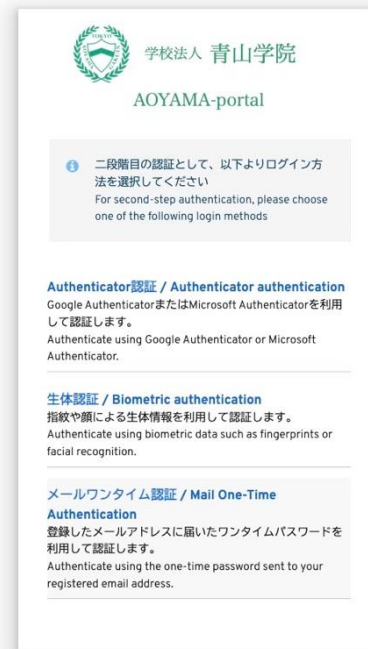 TOKYO
学校法人 青山学院
AOYAMA-portal
二段階目の認証として、以下よりログイン方
法を選択してください
For second-step authentication, please choose
one of the following login methods
Authenticator認証 / Authenticator authentication
Google AuthenticatorまたはMicrosoft Authenticatorを利用
して認証します。
Authenticate using Google Authenticator or Microsoft
Authenticator.
生体認証 / Biometric authentication
指紋や顔による生体情報を利用して認証します。
Authenticate using biometric data such as fingerprints or
facial recognition.
メールワンタイム認証 / Mail One-Time
Authentication
登録したメールアドレスに届いたワンタイムパスワードを
利用して認証します。
Authenticate using the one-time password sent to your
registered email address.